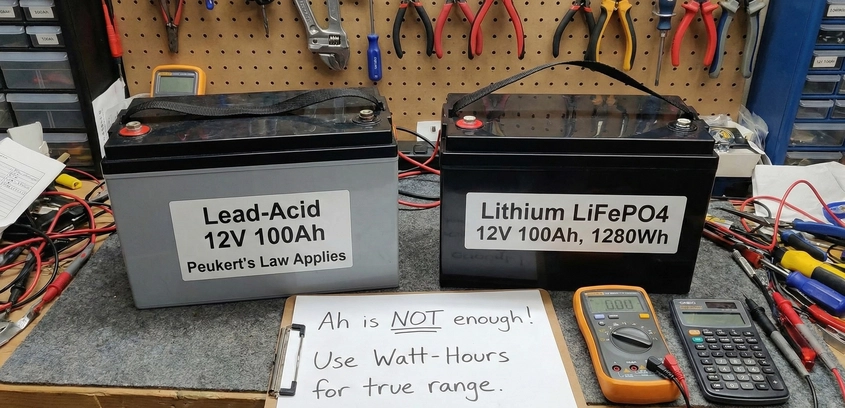 Lead-Acid
12V 100Ah
Peukert's Law Applies
Lithium LiFePO4
12V 100Ah, 1280Wh
Ah is NOT enough!
Use Watt-Hours
for true range.